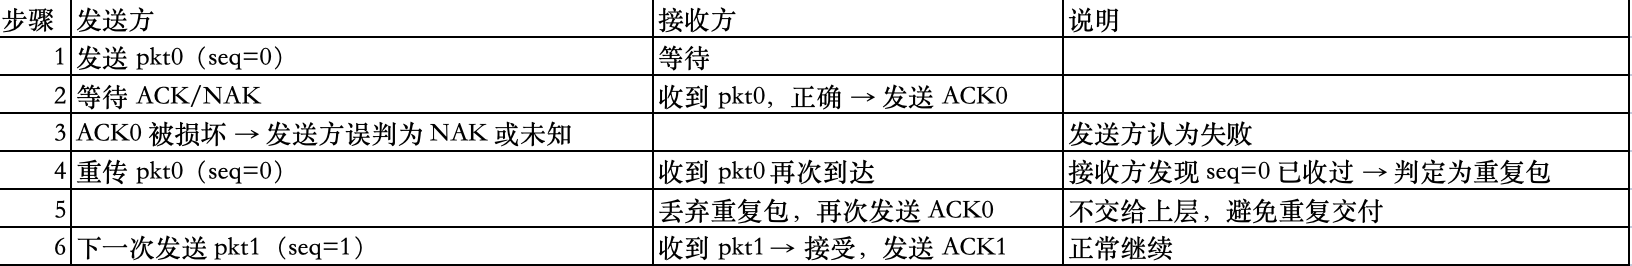 步骤 发送方 接收方 说明
1 发送 pkt0（seq=0） 等待
2 等待 ACK/NAK 收到 pkt0，正确 → 发送 ACK0
3 ACK0 被损坏 → 发送方误判为 NAK 或未知 发送方认为失败
4 重传 pkt0（seq=0） 收到 pkt0 再次到达 接收方发现 seq=0 已收过 → 判定为重复包
5 丢弃重复包，再次发送 ACK0 不交给上层，避免重复交付
6 下一次发送 pkt1（seq=1） 收到 pkt1 → 接受，发送 ACK1 正常继续